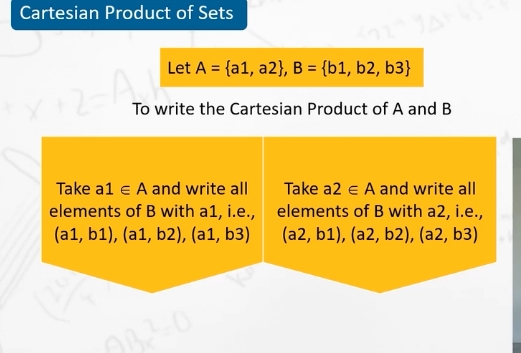 Cartesian Product of Sets
Let A = {a1, a2}, B = {b1, b2, b3}
To write the Cartesian Product of A and B
Take a1 ∈ A and write all
elements of B with a1, i.e.,
(a1, b1), (a1, b2), (a1, b3)
Take a2 ∈ A and write all
elements of B with a2, i.e.,
(a2, b1), (a2, b2), (a2, b3)